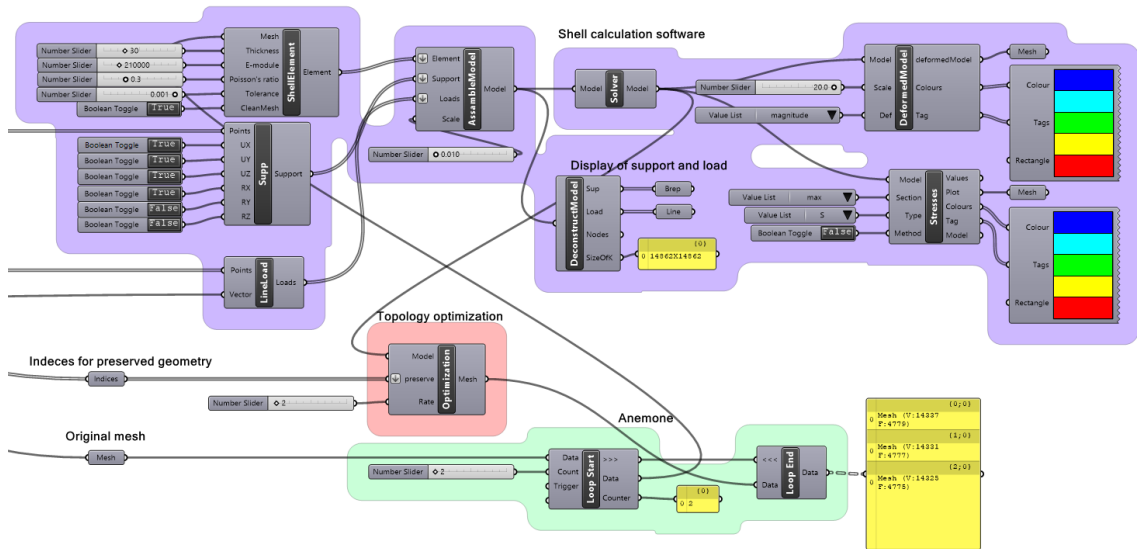 Shell calculation software
Number Slider ◇ 30
Number Slider ◇ 210000
Number Slider 0.3
Number Slider 0.001
Boolean Toggle True
Mesh
Thickness
E-module
Poisson's ratio
Tolerance
CleanMesh
ShellElement
Element
Boolean Toggle True
Boolean Toggle True
Boolean Toggle True
Boolean Toggle True
Boolean Toggle False
Boolean Toggle False
Points
UX
UY
UZ
RX
RY
RZ
Supp
Support
Points
Vector
LineLoad
Loads
Element
Support
Loads
Scale
AssambleModel
Model
Number Slider 0.010
Model
Solver
Model
Number Slider 20.0
Value List magnitude
Model
Scale
Def
DeformedModel
deformedModel
Colours
Tag
Mesh
Colour
Tags
Rectangle
Display of support and load
DeconstructModel
Sup
Load
Nodes
SizeOfK
Brep
Line
{0}
0 14862X14862
Value List max
Value List S
Boolean Toggle False
Model
Section
Type
Method
Stresses
Values
Plot
Colours
Tag
Model
Mesh
Colour
Tags
Rectangle
Topology optimization
Model
preserve
Rate
Optimization
Mesh
Indeces for preserved geometry
Indices
Number Slider ◇ 2
Original mesh
Mesh
Anemone
Number Slider ◇ 2
Data
Count
Trigger
Loop Start
>>>
Data
Counter
{0}
0 2
<<<
Data
Loop End
Data
{0;0}
0 Mesh (V:14337
F:4779)
{1;0}
0 Mesh (V:14331
F:4777)
{2;0}
0 Mesh (V:14325
F:4775)